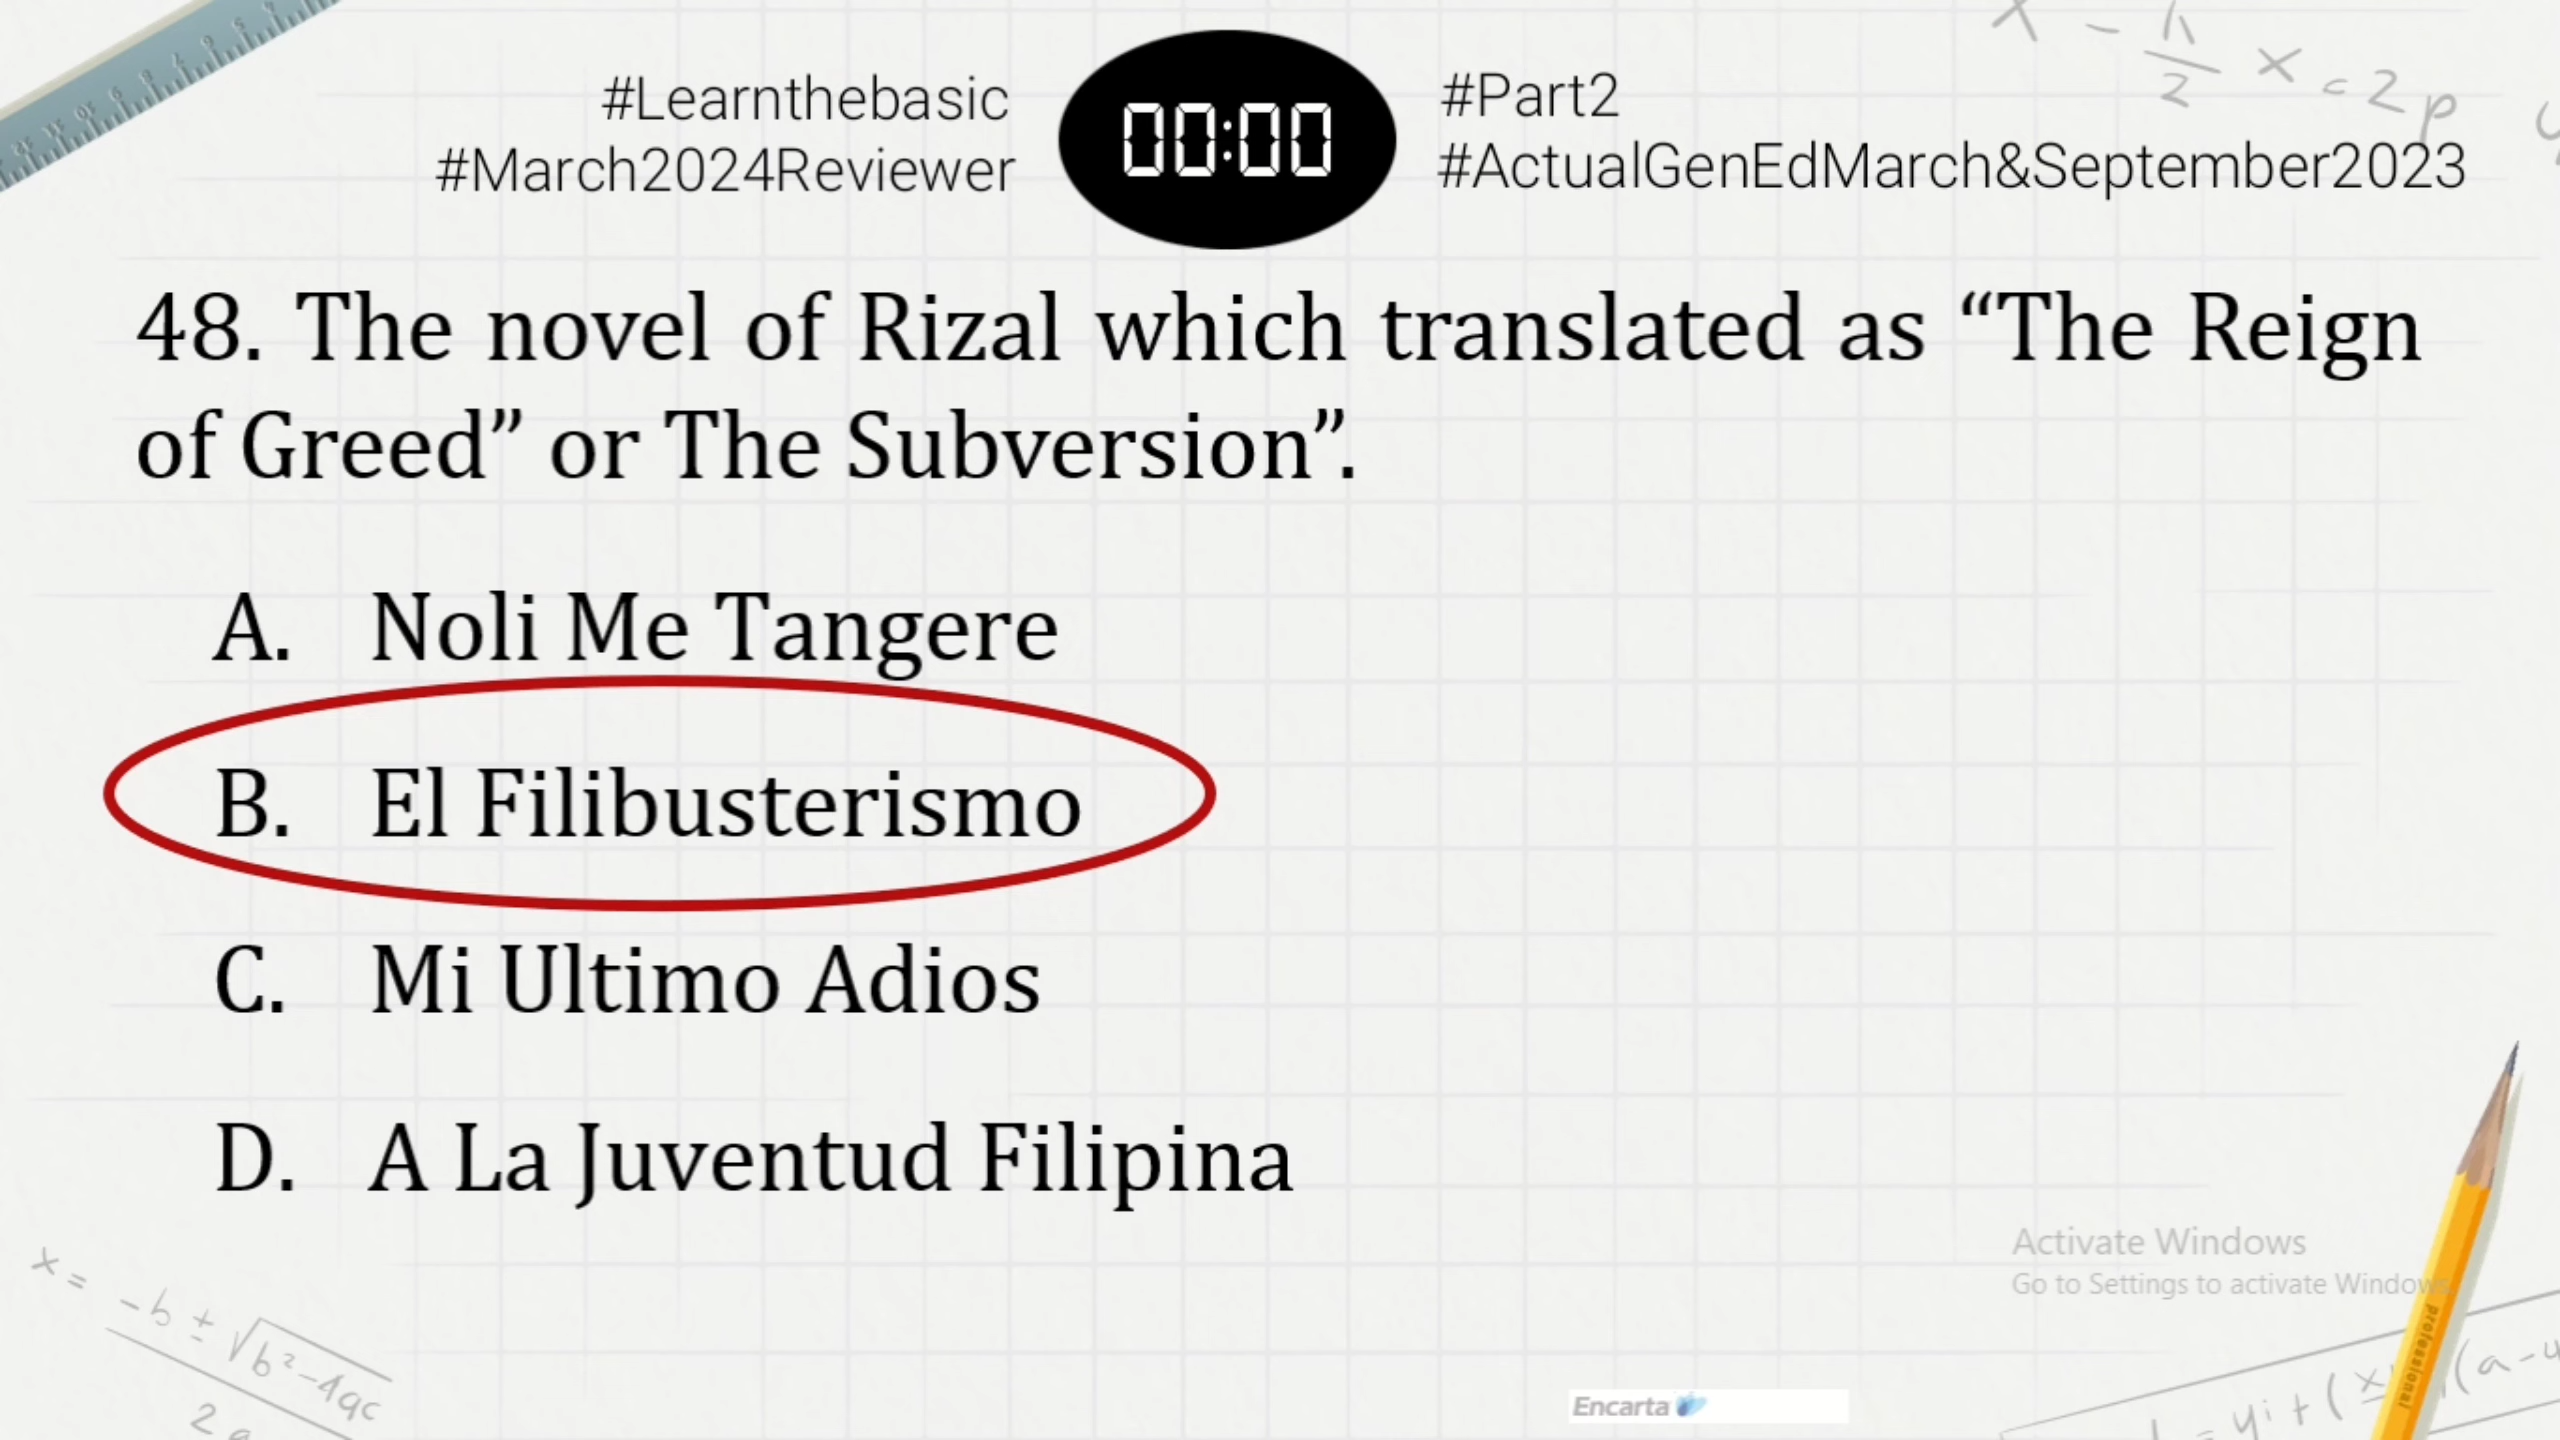 #Learnthebasic
#March2024Reviewer
00:00
#Part2
#ActualGenEdMarch&September2023
48. The novel of Rizal which translated as “The Reign
of Greed” or The Subversion”.
A. Noli Me Tangere
B. El Filibusterismo
C. Mi Ultimo Adios
D. A La Juventud Filipina
Activate Windows
Go to Settings to activate Windows.
professional
Encarta